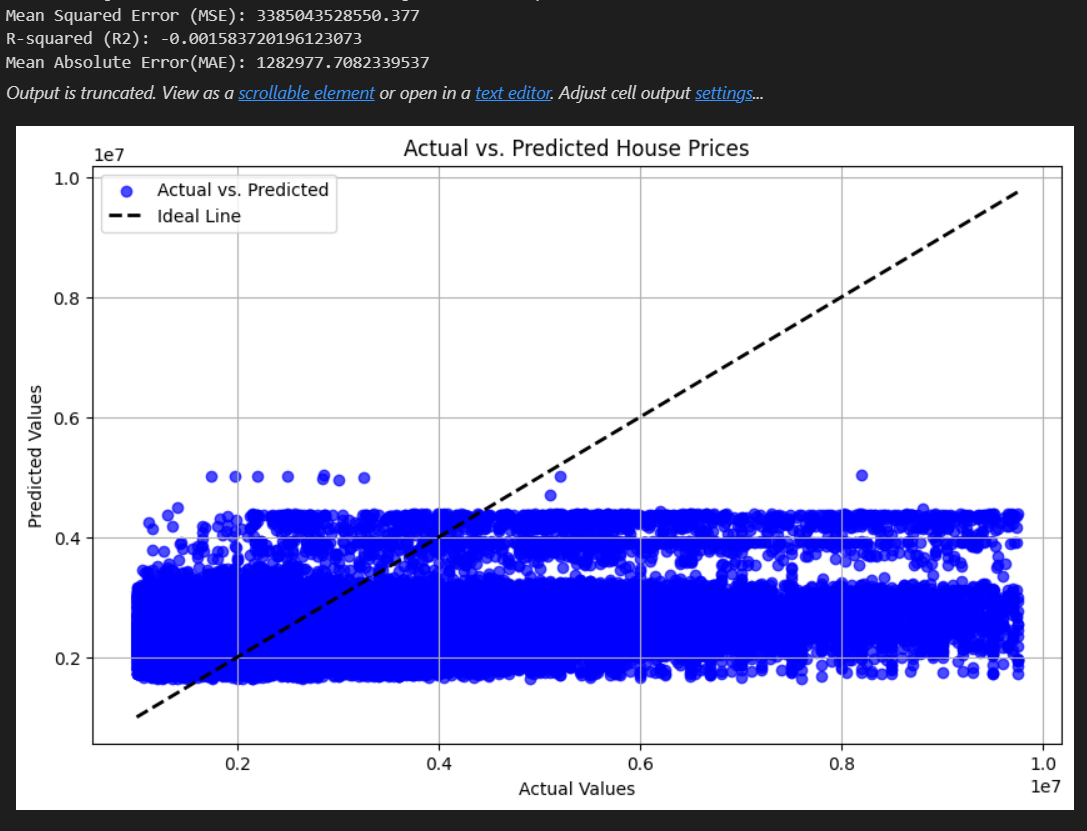 Mean Squared Error (MSE): 3385043528550.377
R-squared (R2): -0.001583720196123073
Mean Absolute Error(MAE): 1282977.7082339537
Output is truncated. View as a scrollable element or open in a text editor. Adjust cell output settings...
Actual vs. Predicted House Prices
1e7
1.0
0.8
0.6
0.4
0.2
Actual vs. Predicted
Ideal Line
Predicted Values
0.2
0.4
0.6
0.8
1.0
1e7
Actual Values